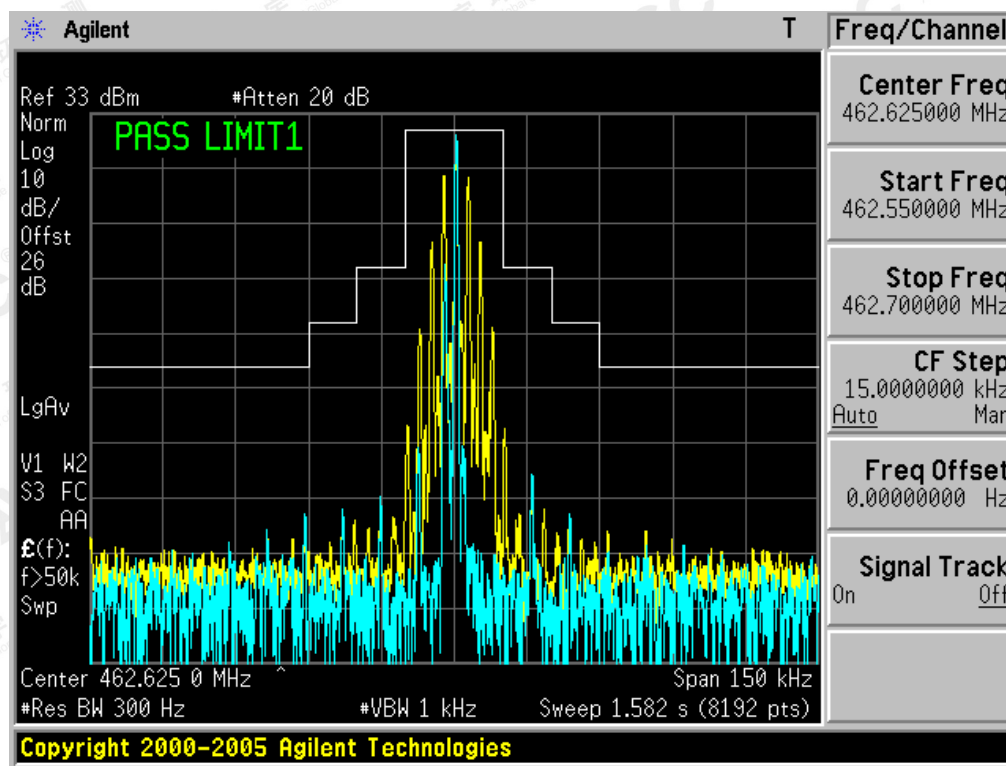 Agilent T
Freq/Channel
Ref 33 dBm #Atten 20 dB
Norm
Log
10
dB/
Offst
26
dB
PASS LIMIT1
LgAv
V1 W2
S3 FC
AA
£(f):
f>50k
Swp
Center 462.625 0 MHz ^ Span 150 kHz
#Res BW 300 Hz #VBW 1 kHz Sweep 1.582 s (8192 pts)
Copyright 2000-2005 Agilent Technologies
Center Freq
462.625000 MHz
Start Freq
462.550000 MHz
Stop Freq
462.700000 MHz
CF Step
15.0000000 kHz
Auto Man
Freq Offset
0.00000000 Hz
Signal Track
On Off